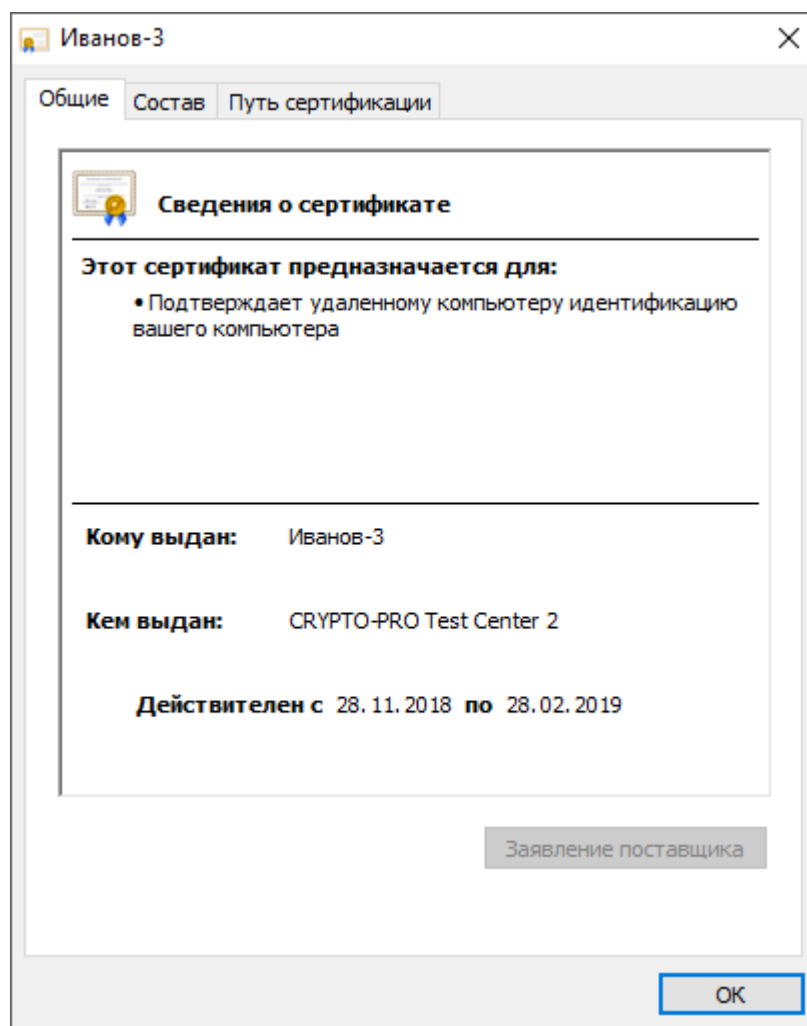 Иванов-3
Общие Состав Путь сертификации
Сведения о сертификате
Этот сертификат предназначается для:
• Подтверждает удаленному компьютеру идентификацию
вашего компьютера
Кому выдан: Иванов-3
Кем выдан: CRYPTO-PRO Test Center 2
Действителен с 28.11.2018 по 28.02.2019
Заявление поставщика
ОК